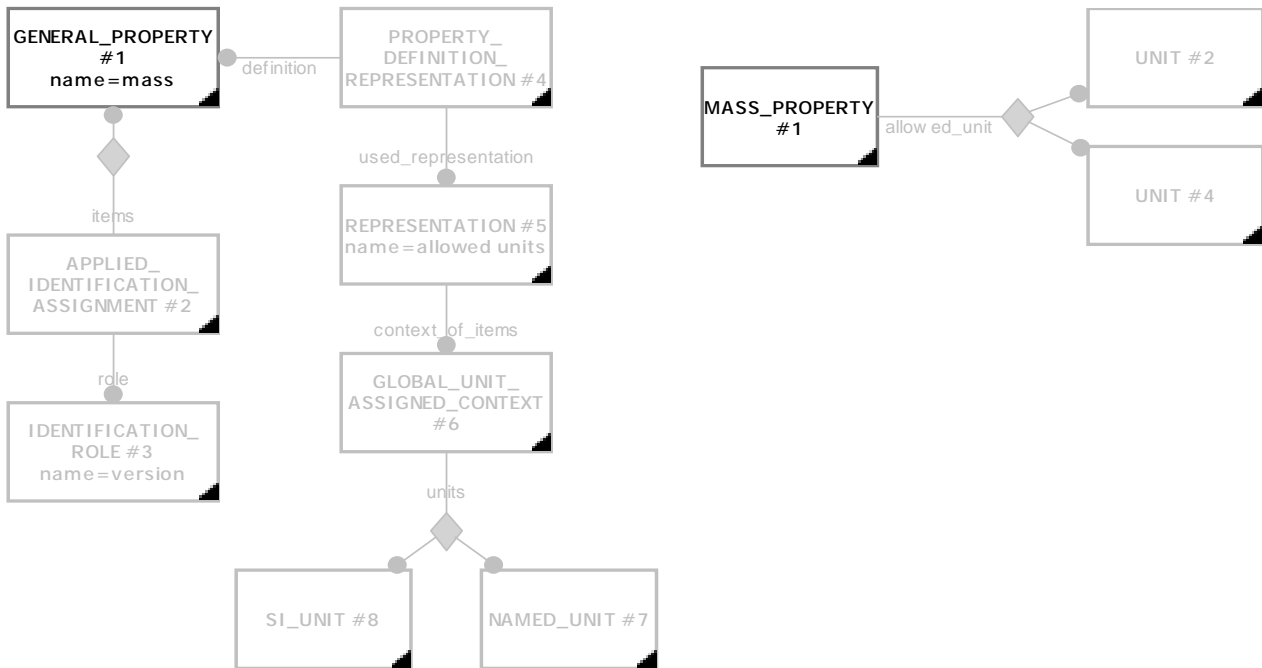 GENERAL_PROPERTY
#1
name=mass
definition
PROPERTY_
DEFINITION_
REPRESENTATION #4
items
APPLIED_
IDENTIFICATION_
ASSIGNMENT #2
role
IDENTIFICATION_
ROLE #3
name=version
used_representation
REPRESENTATION #5
name=allowed units
context_of_items
GLOBAL_UNIT_
ASSIGNED_CONTEXT
#6
units
SI_UNIT #8
NAMED_UNIT #7
MASS_PROPERTY
#1
allowed_unit
UNIT #2
UNIT #4